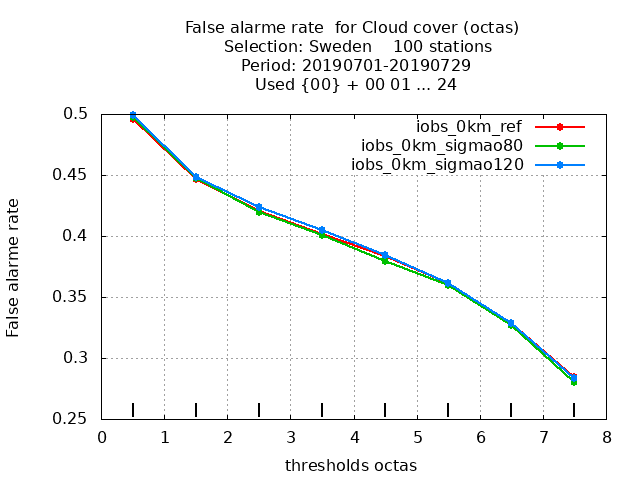 False alarme rate  for Cloud cover (octas)
Selection: Sweden    100 stations
Period: 20190701-20190729
Used {00} + 00 01 ... 24
iobs_0km_ref
iobs_0km_sigmao80
iobs_0km_sigmao120
False alarme rate
0.5
0.45
0.4
0.35
0.3
0.25
0 1 2 3 4 5 6 7 8
thresholds octas